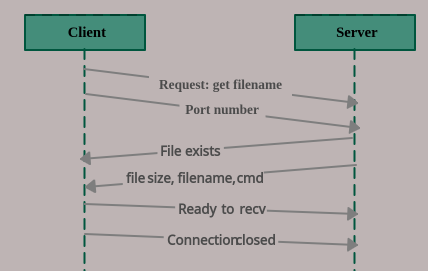 Client
Server
Request: get filename
Port number
File exists
file size, filename, cmd
Ready to recv
Connectionclosed